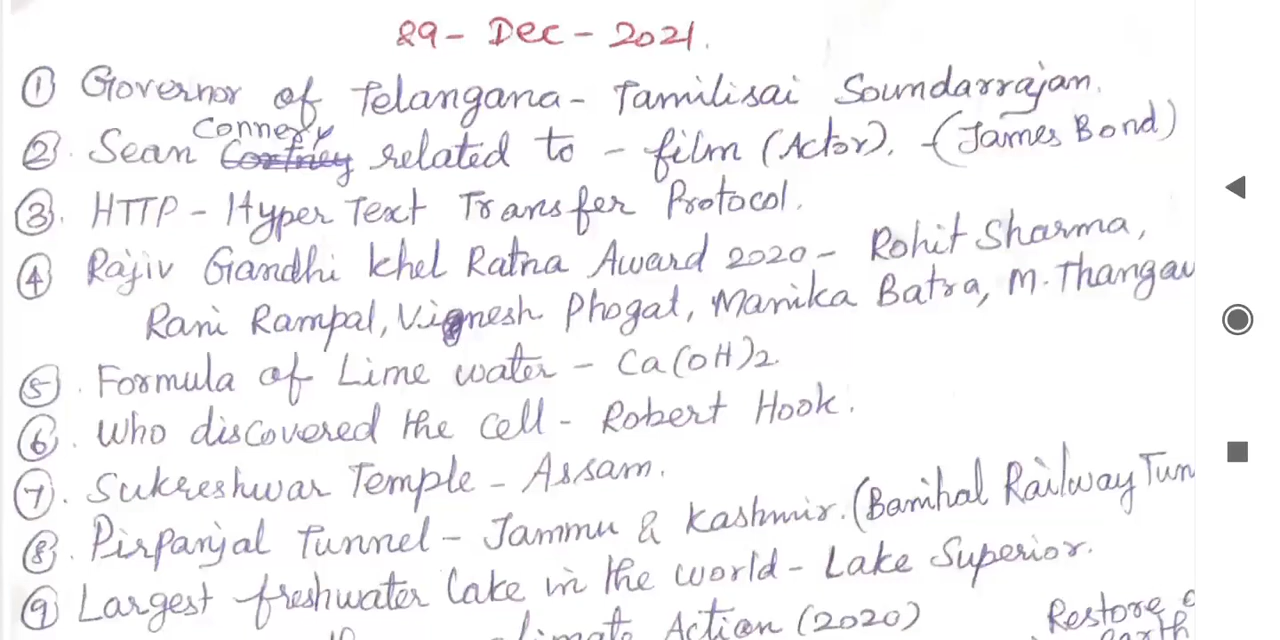 29- Dec - 2021.
① Governor of Telangana - Tamilisai Soundarrajan.
② Sean Connery related to - film (Actor). - (James Bond)
③. HTTP - Hyper Text Transfer Protocol.
④ Rajiv Gandhi Khel Ratna Award 2020 - Rohit Sharma,
Rani Rampal, Vignesh Phogat, Manika Batra, M. Thangav
⑤. Formula of Lime water - Ca(OH)2.
⑥. Who discovered the cell - Robert Hook.
⑦. Sukreshwar Temple - Assam.
⑧. Pirpanjal Tunnel - Jammu & Kashmir. (Banihal Railway Tun
⑨ Largest freshwater lake in the world - Lake Superior.
Action (2020) Restore